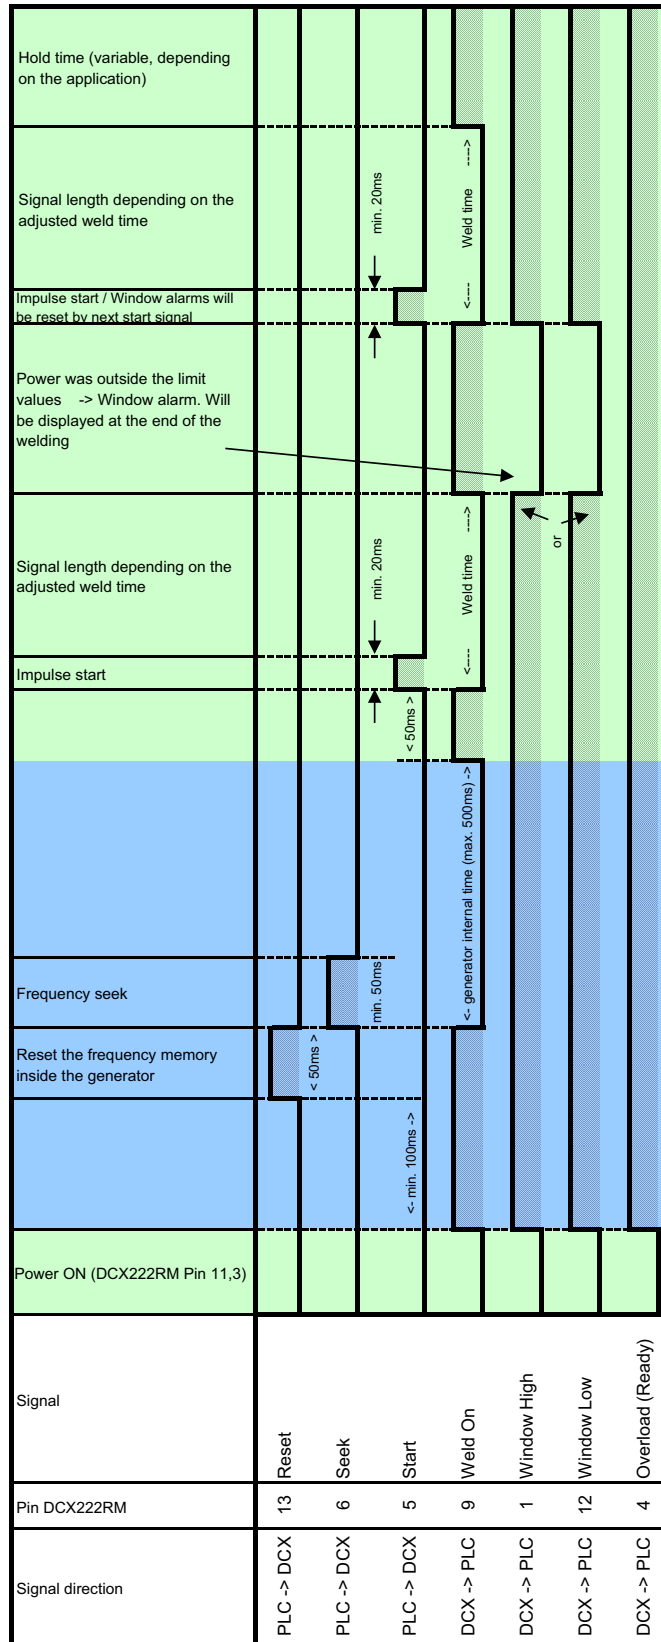 Hold time (variable, depending
on the application)
Signal length depending on the
adjusted weld time
min. 20ms
<---- Weld time ---->
Impulse start / Window alarms will
be reset by next start signal
Power was outside the limit
values -> Window alarm. Will
be displayed at the end of the
welding
or
Signal length depending on the
adjusted weld time
min. 20ms
<---- Weld time ---->
Impulse start
< 50ms >
<- generator internal time (max. 500ms) ->
Frequency seek
min. 50ms
Reset the frequency memory
inside the generator
< 50ms >
<- min. 100ms ->
Power ON (DCX222RM Pin 11,3)
Signal
Reset
Seek
Start
Weld On
Window High
Window Low
Overload (Ready)
Pin DCX222RM
13
6
5
9
1
12
4
Signal direction
PLC -> DCX
PLC -> DCX
PLC -> DCX
DCX -> PLC
DCX -> PLC
DCX -> PLC
DCX -> PLC